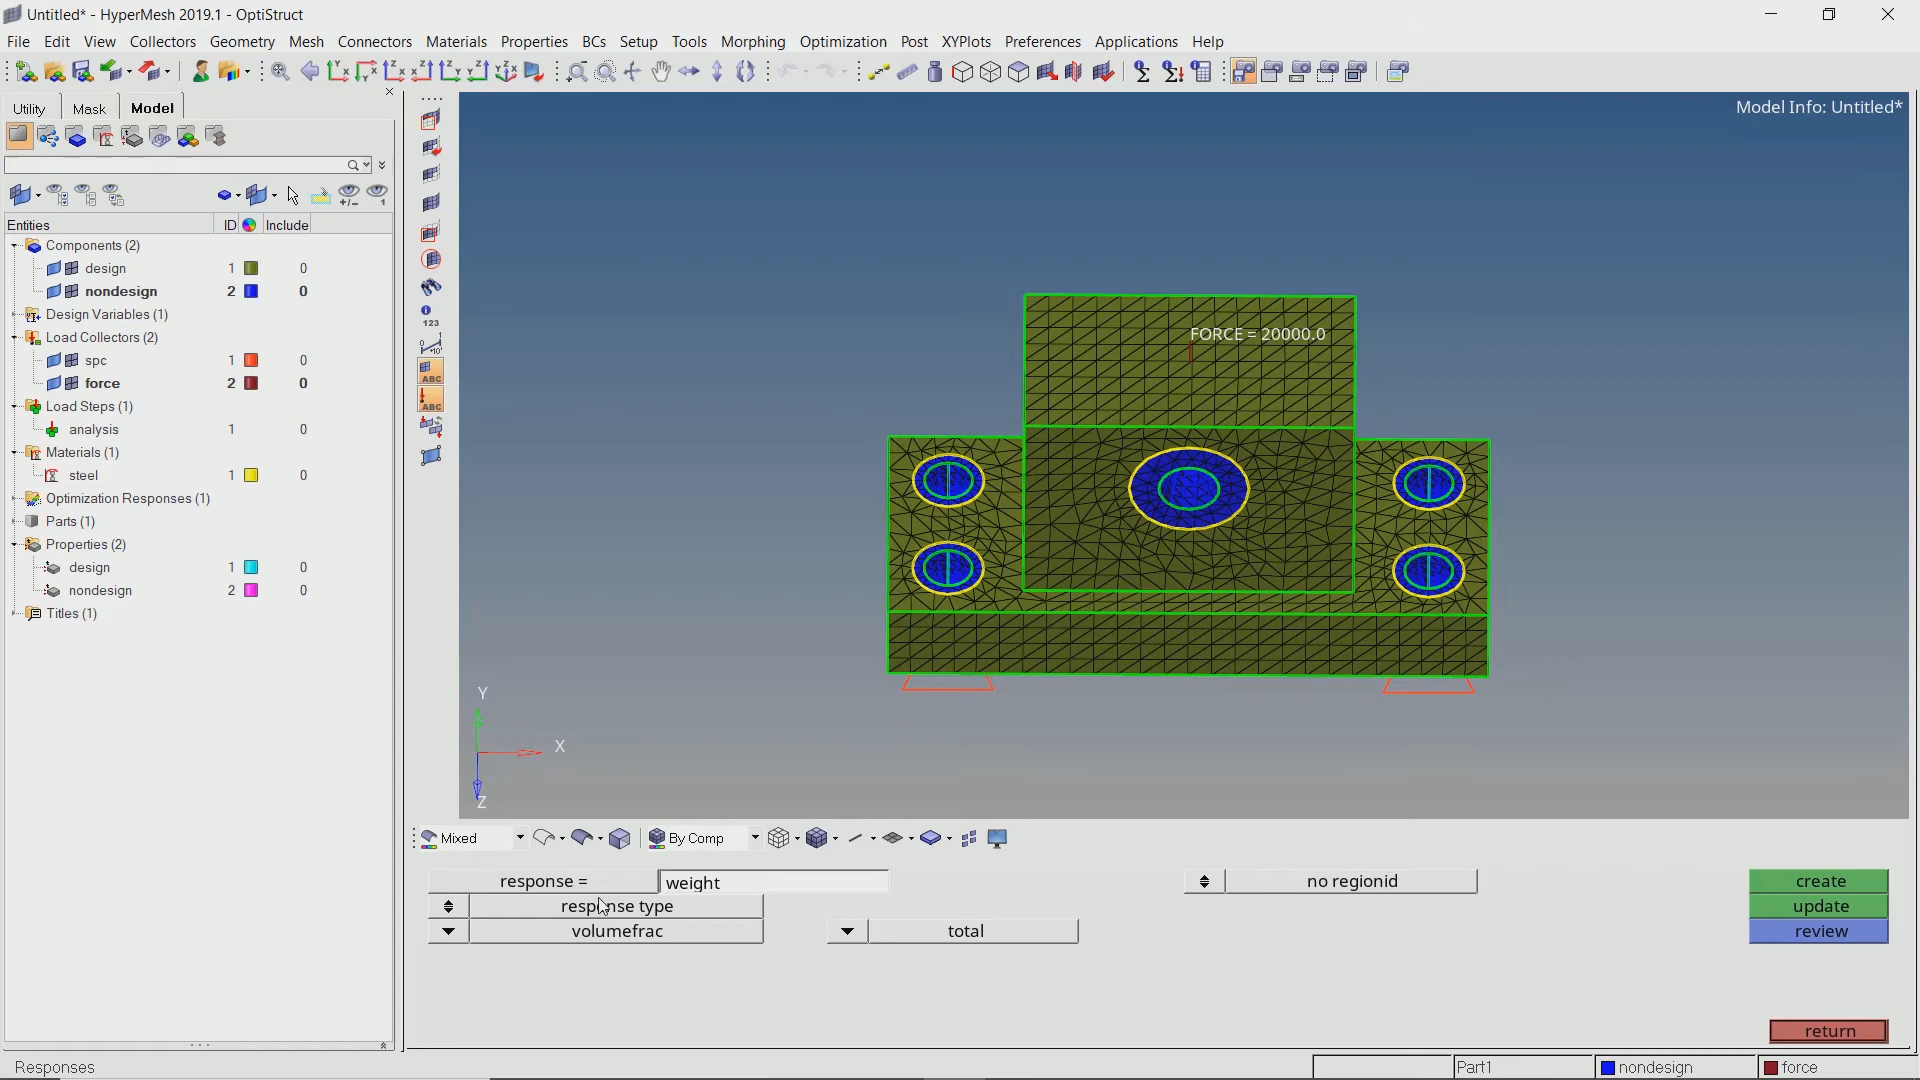 Untitled* - HyperMesh 2019.1 - OptiStruct
File Edit View Collectors Geometry Mesh Connectors Materials Properties BCs Setup Tools Morphing Optimization Post XYPlots Preferences Applications Help
Utility Mask Model
Model Info: Untitled*
Entities ID Include
Components (2)
design 1 0
nondesign 2 0
Design Variables (1)
Load Collectors (2)
spc 1 0
force 2 0
Load Steps (1)
analysis 1 0
Materials (1)
steel 1 0
Optimization Responses (1)
Parts (1)
Properties (2)
design 1 0
nondesign 2 0
Titles (1)
123
ABC
ABC
FORCE = 20000.0
Y
X
Z
Mixed By Comp
response = weight no regionid create
response type update
volumefrac total review
return
Responses Part1 nondesign force